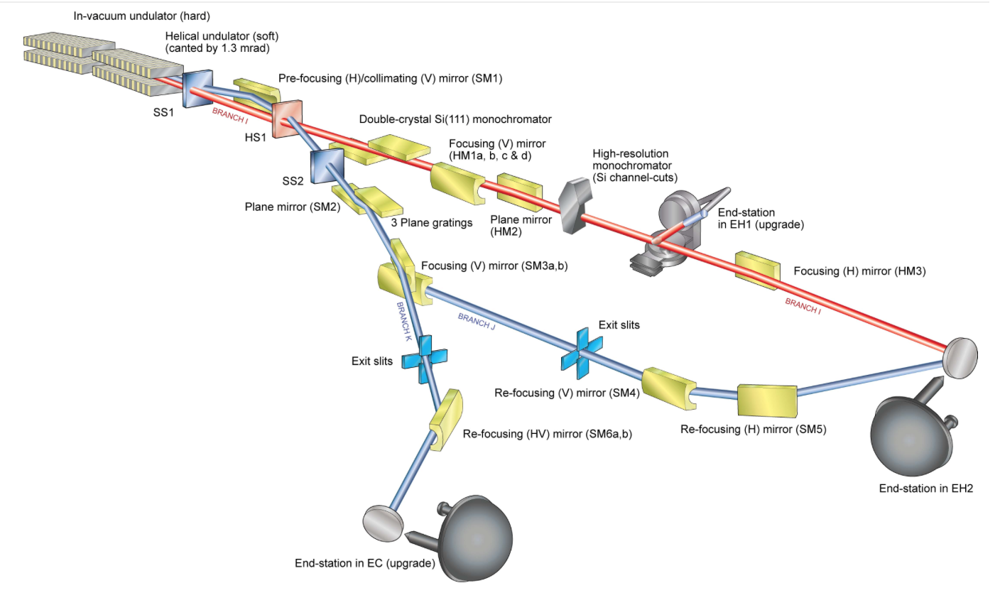 In-vacuum undulator (hard)
Helical undulator (soft)
(canted by 1.3 mrad)
Pre-focusing (H)/collimating (V) mirror (SM1)
SS1
BRANCH I
HS1
Double-crystal Si(111) monochromator
Focusing (V) mirror
(HM1a, b, c & d)
High-resolution
monochromator
(Si channel-cuts)
SS2
Plane mirror (SM2)
3 Plane gratings
Plane mirror
(HM2)
End-station
in EH1 (upgrade)
Focusing (V) mirror (SM3a,b)
Focusing (H) mirror (HM3)
BRANCH I
BRANCH K
BRANCH J
Exit slits
Exit slits
Re-focusing (V) mirror (SM4)
Re-focusing (H) mirror (SM5)
Re-focusing (HV) mirror (SM6a,b)
End-station in EH2
End-station in EC (upgrade)